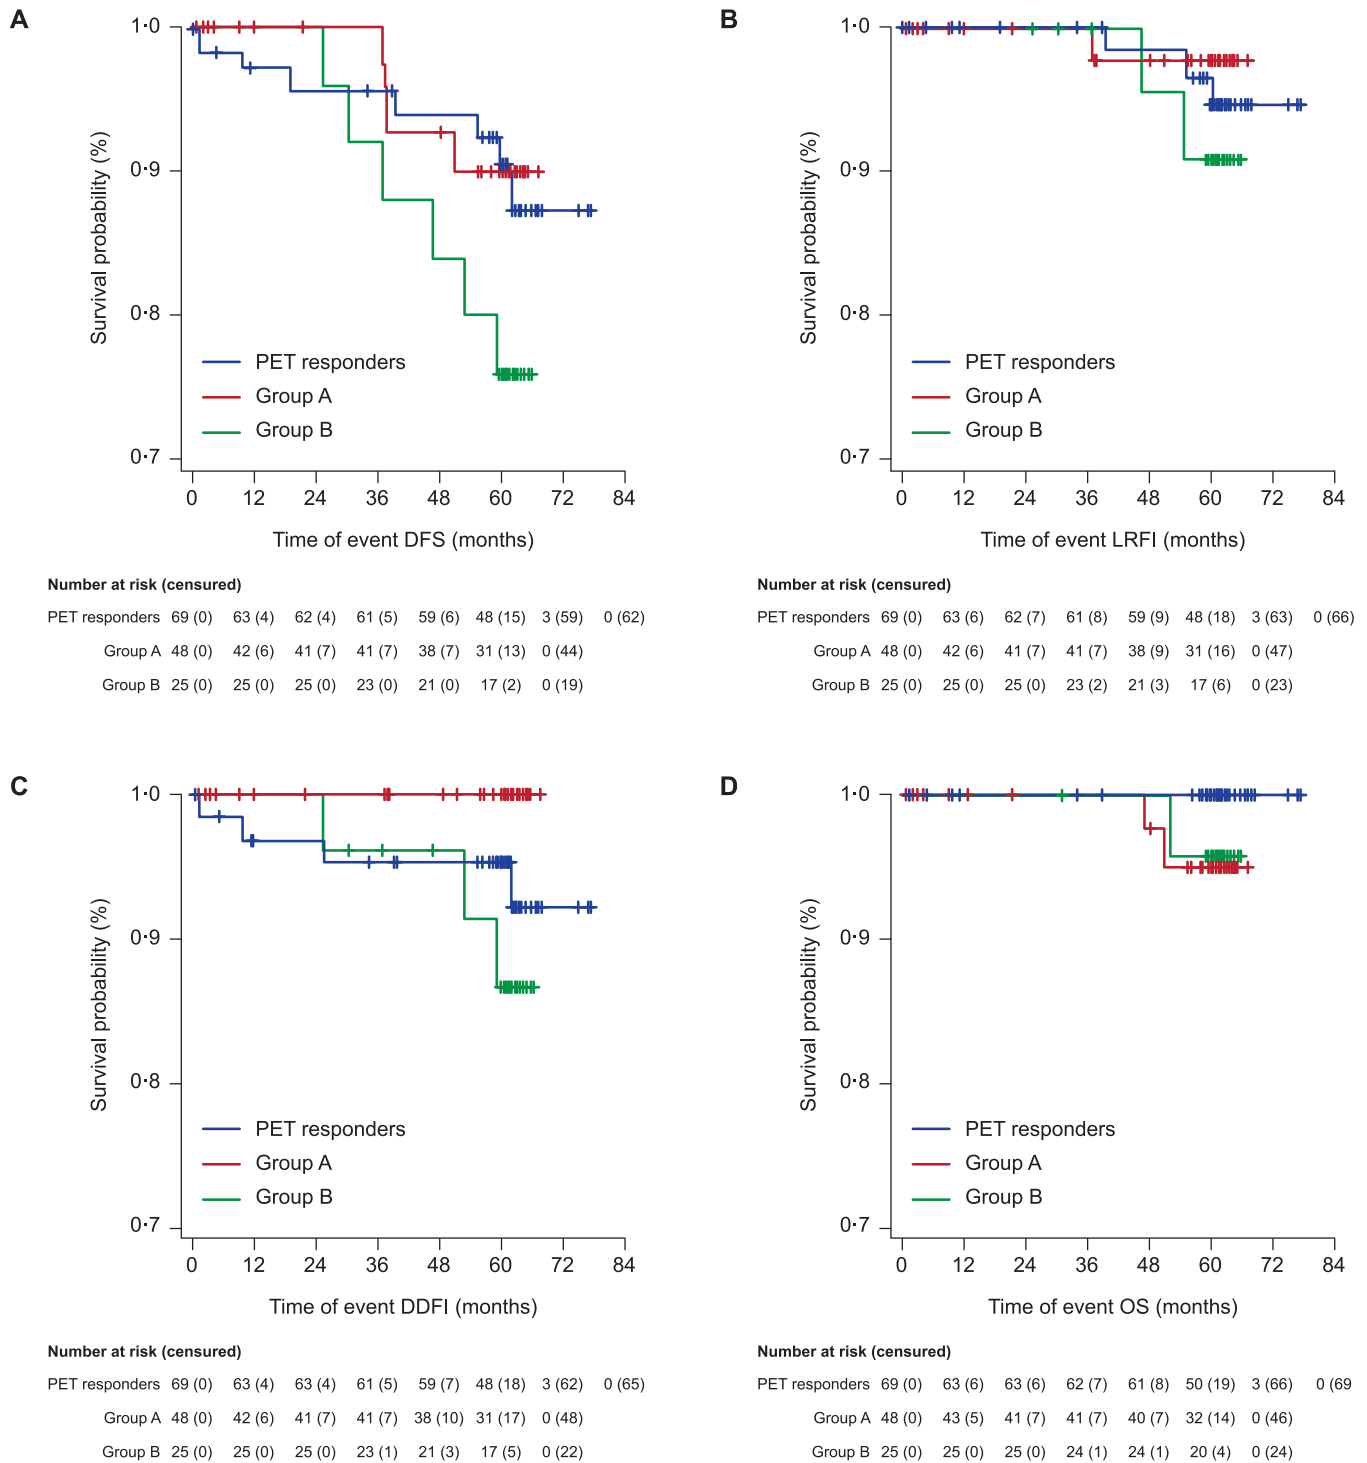 A
1·0
0·9
0·8
0·7
Survival probability (%)
PET responders
Group A
Group B
0 12 24 36 48 60 72 84
Time of event DFS (months)
Number at risk (censured)
PET responders 69 (0) 63 (4) 62 (4) 61 (5) 59 (6) 48 (15) 3 (59) 0 (62)
Group A 48 (0) 42 (6) 41 (7) 41 (7) 38 (7) 31 (13) 0 (44)
Group B 25 (0) 25 (0) 25 (0) 23 (0) 21 (0) 17 (2) 0 (19)
B
1·0
0·9
0·8
0·7
Survival probability (%)
PET responders
Group A
Group B
0 12 24 36 48 60 72 84
Time of event LRFI (months)
Number at risk (censured)
PET responders 69 (0) 63 (6) 62 (7) 61 (8) 59 (9) 48 (18) 3 (63) 0 (66)
Group A 48 (0) 42 (6) 41 (7) 41 (7) 38 (9) 31 (16) 0 (47)
Group B 25 (0) 25 (0) 25 (0) 23 (2) 21 (3) 17 (6) 0 (23)
C
1·0
0·9
0·8
0·7
Survival probability (%)
PET responders
Group A
Group B
0 12 24 36 48 60 72 84
Time of event DDFI (months)
Number at risk (censured)
PET responders 69 (0) 63 (4) 63 (4) 61 (5) 59 (7) 48 (18) 3 (62) 0 (65)
Group A 48 (0) 42 (6) 41 (7) 41 (7) 38 (10) 31 (17) 0 (48)
Group B 25 (0) 25 (0) 25 (0) 23 (1) 21 (3) 17 (5) 0 (22)
D
1·0
0·9
0·8
0·7
Survival probability (%)
PET responders
Group A
Group B
0 12 24 36 48 60 72 84
Time of event OS (months)
Number at risk (censured)
PET responders 69 (0) 63 (6) 63 (6) 62 (7) 61 (8) 50 (19) 3 (66) 0 (69
Group A 48 (0) 43 (5) 41 (7) 41 (7) 40 (7) 32 (14) 0 (46)
Group B 25 (0) 25 (0) 25 (0) 24 (1) 24 (1) 20 (4) 0 (24)